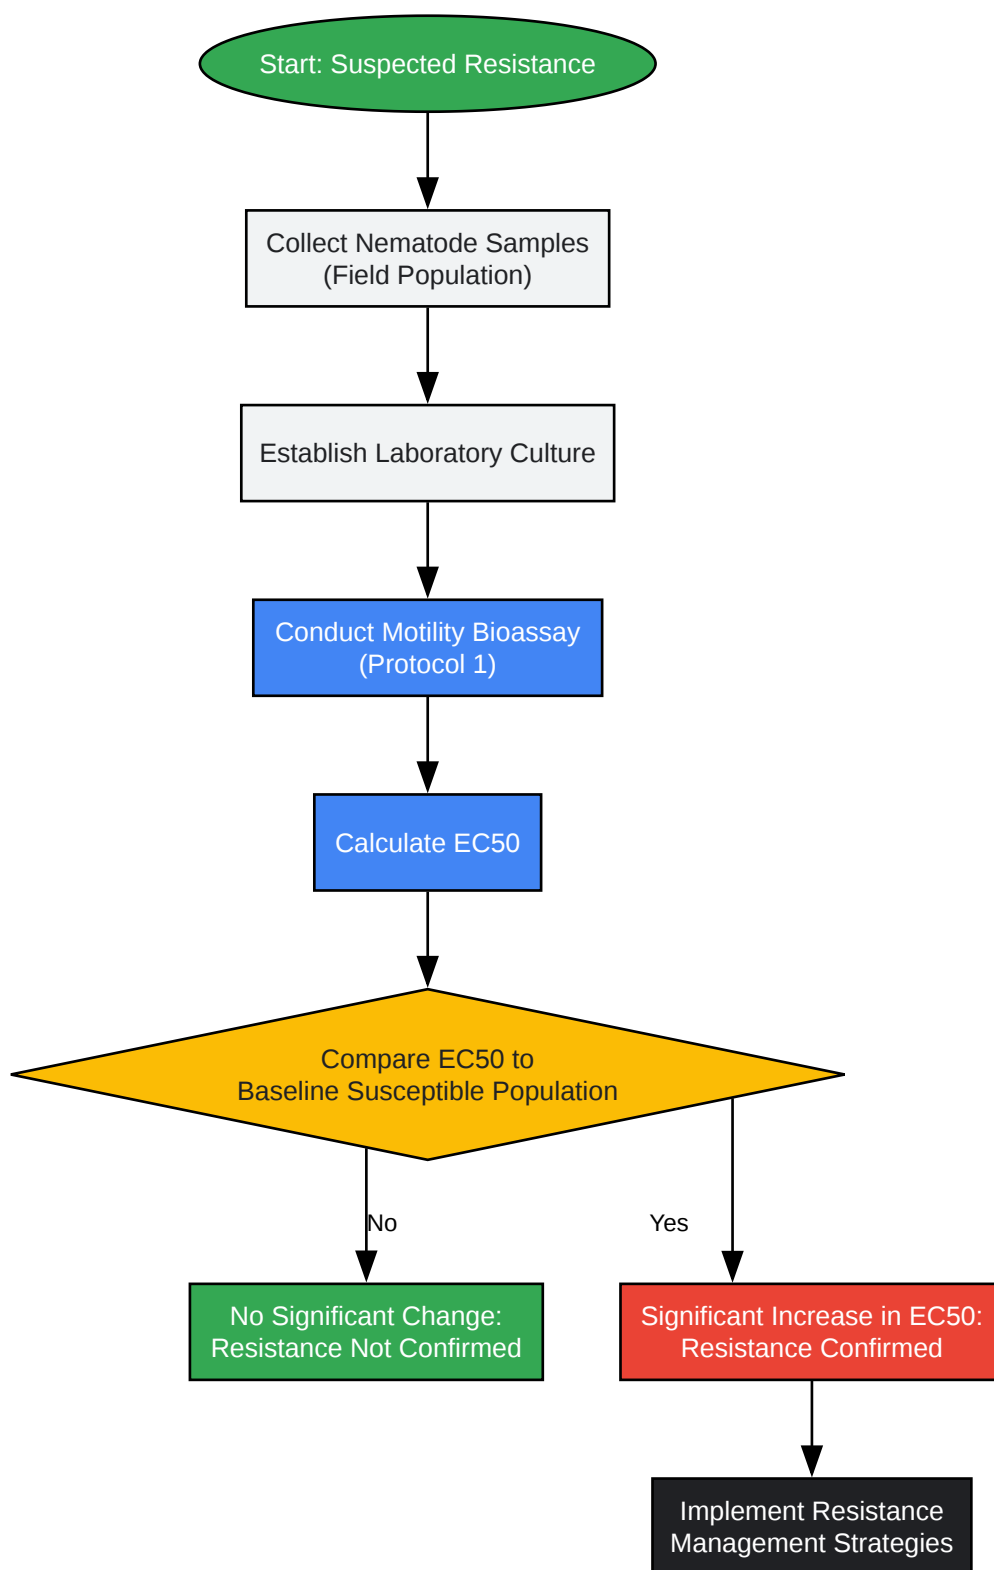 Start: Suspected Resistance
Collect Nematode Samples
(Field Population)
Establish Laboratory Culture
Conduct Motility Bioassay
(Protocol 1)
Calculate EC50
Compare EC50 to
Baseline Susceptible Population
No
Yes
No Significant Change:
Resistance Not Confirmed
Significant Increase in EC50:
Resistance Confirmed
Implement Resistance
Management Strategies